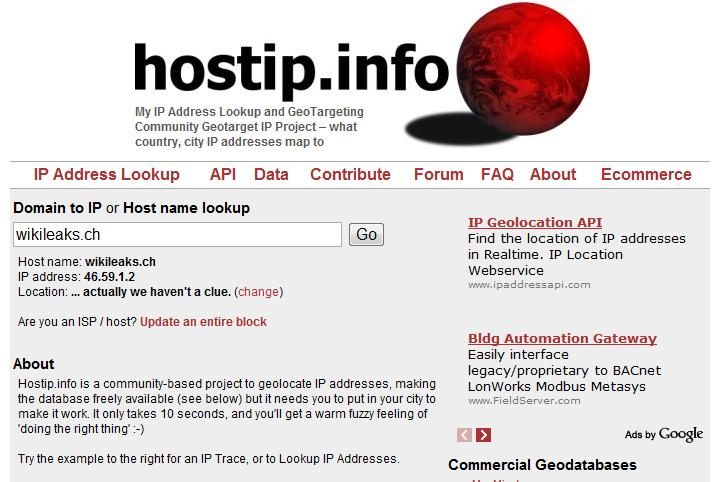 hostip.info
My IP Address Lookup and GeoTargeting
Community Geotarget IP Project – what
country, city IP addresses map to
IP Address Lookup API Data Contribute Forum FAQ About Ecommerce
Domain to IP or Host name lookup
wikileaks.ch Go
Host name: wikileaks.ch
IP address: 46.59.1.2
Location: ... actually we haven't a clue. (change)
Are you an ISP / host? Update an entire block
About
Hostip.info is a community-based project to geolocate IP addresses, making
the database freely available (see below) but it needs you to put in your city to
make it work. It only takes 10 seconds, and you'll get a warm fuzzy feeling of
'doing the right thing' :-)
Try the example to the right for an IP Trace, or to Lookup IP Addresses.
IP Geolocation API
Find the location of IP addresses
in Realtime. IP Location
Webservice
www.ipaddressapi.com
Bldg Automation Gateway
Easily interface
legacy/proprietary to BACnet
LonWorks Modbus Metasys
www.FieldServer.com
Ads by Google
Commercial Geodatabases